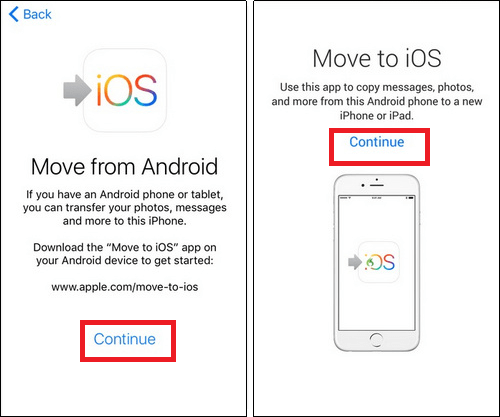 Back
iOS
Move from Android
If you have an Android phone or tablet,
you can transfer your photos, messages
and more to this iPhone.
Download the “Move to iOS” app on
your Android device to get started:
www.apple.com/move-to-ios
Continue
Move to iOS
Use this app to copy messages, photos,
and more from this Android phone to a new
iPhone or iPad.
Continue
iOS